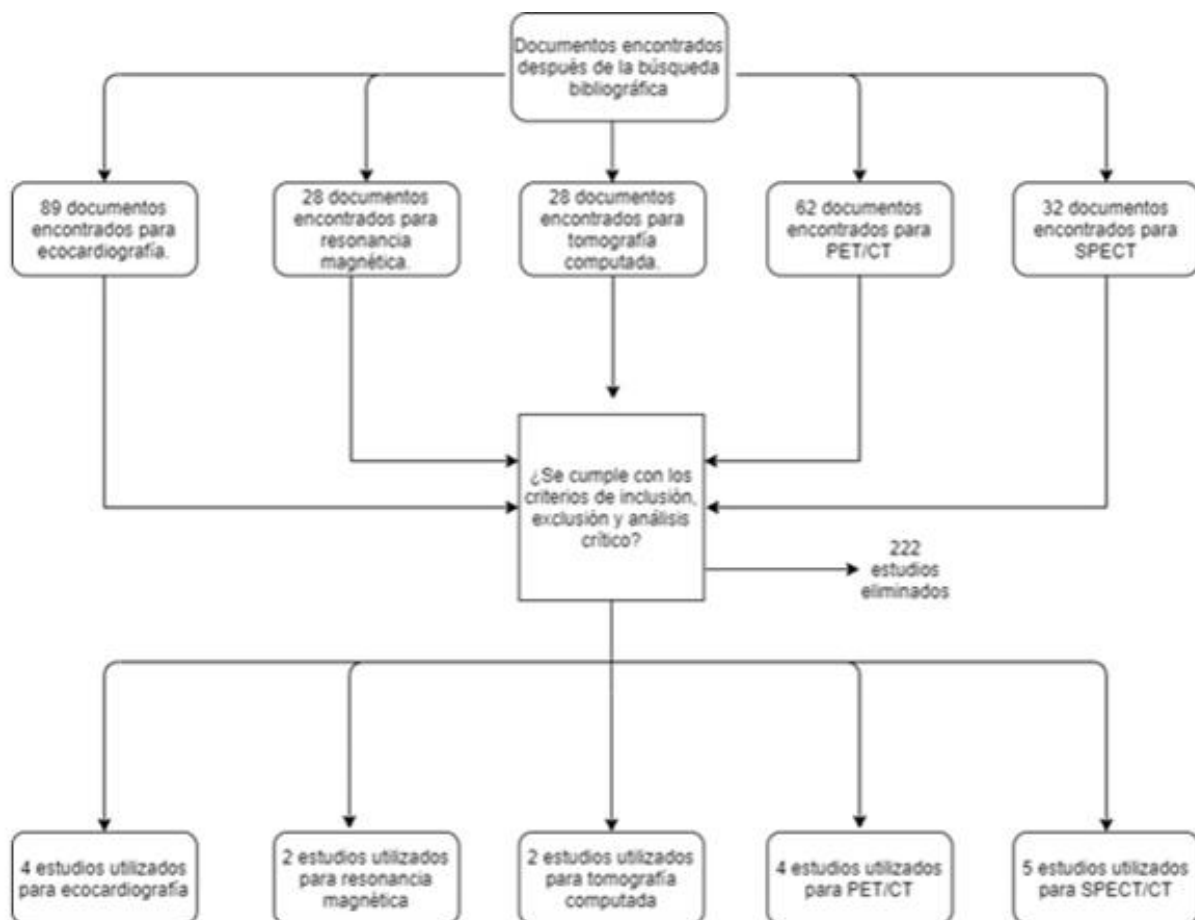 Documentos encontrados
después de la búsqueda
bibliográfica
89 documentos
encontrados para
ecocardiografía.
28 documentos
encontrados para
resonancia
magnética.
28 documentos
encontrados para
tomografía
computada.
62 documentos
encontrados para
PET/CT
32 documentos
encontrados para
SPECT
¿Se cumple con los
criterios de inclusión,
exclusión y análisis
crítico?
222
estudios
eliminados
4 estudios utilizados
para ecocardiografía
2 estudios utilizados
para resonancia
magnética
2 estudios utilizados
para tomografía
computada
4 estudios utilizados
para PET/CT
5 estudios utilizados
para SPECT/CT